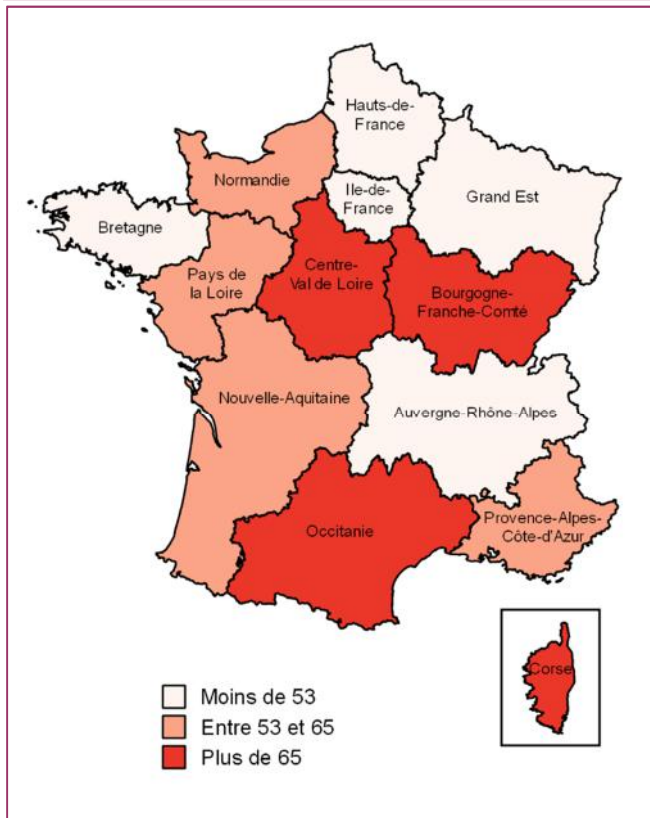 Hauts-de-
France
Normandie
Ile-de-
France
Grand Est
Bretagne
Pays de
la Loire
Centre-
Val de Loire
Bourgogne-
Franche-Comté
Nouvelle-Aquitaine
Auvergne-Rhône-Alpes
Occitanie
Provence-Alpes-
Côte-d'Azur
Corse
Moins de 53
Entre 53 et 65
Plus de 65